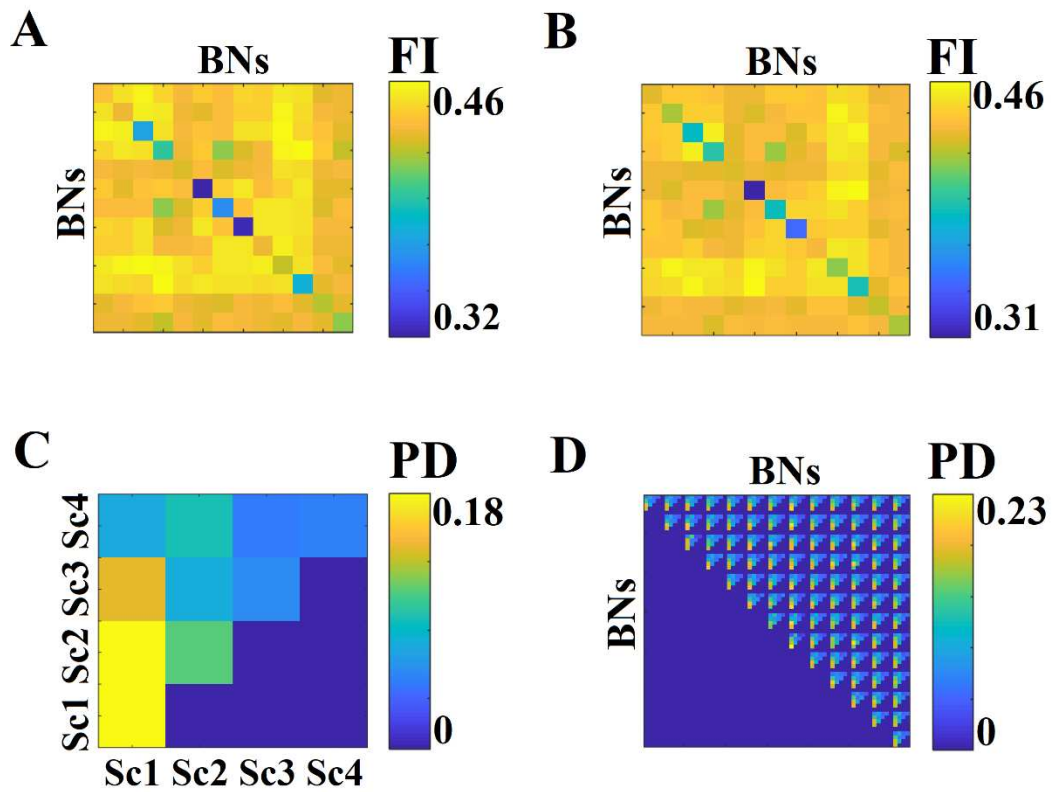 A
BNs
FI
0.46
BNs
0.32
B
BNs
FI
0.46
BNs
0.31
C
PD
0.18
Sc4
Sc3
Sc2
Sc1
0
Sc1 Sc2 Sc3 Sc4
D
BNs
PD
0.23
BNs
0